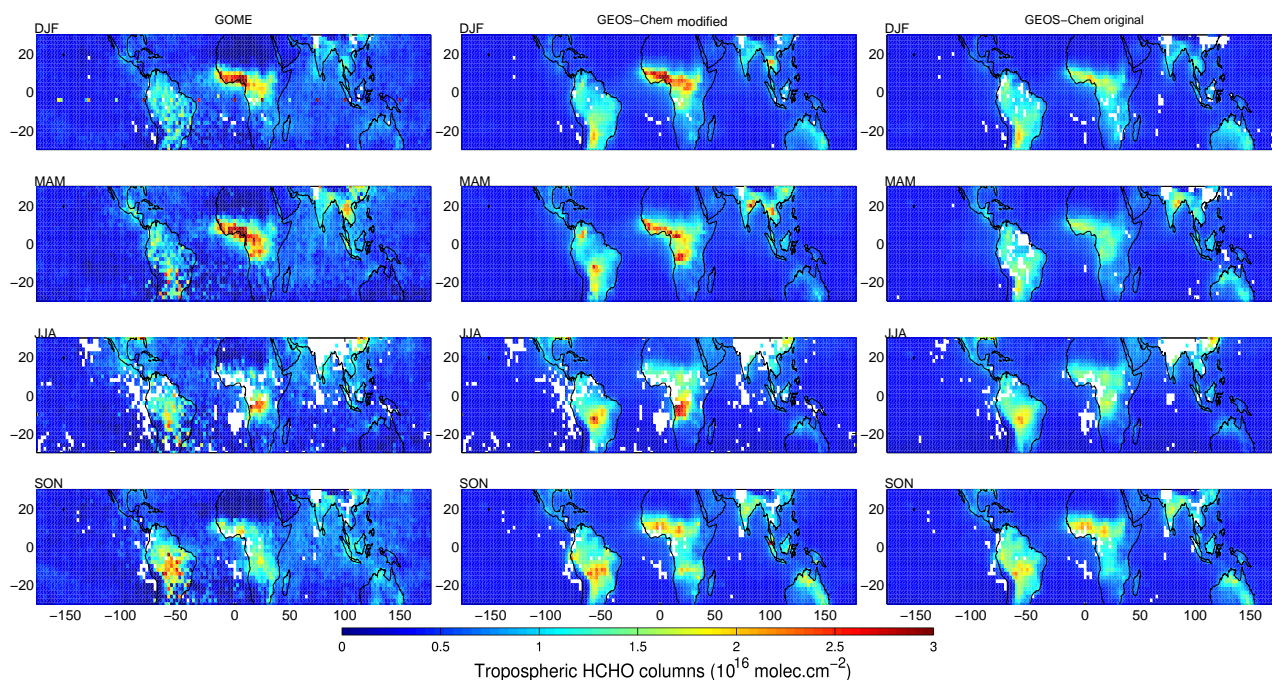 GOME GEOS-Chem modified GEOS-Chem original
DJF DJF DJF
20 20 20
0 0 0
−20 −20 −20
MAM MAM MAM
20 20 20
0 0 0
−20 −20 −20
JJA JJA JJA
20 20 20
0 0 0
−20 −20 −20
SON SON SON
20 20 20
0 0 0
−20 −20 −20
−150 −100 −50 0 50 100 150 −150 −100 −50 0 50 100 150 −150 −100 −50 0 50 100 150
0 0.5 1 1.5 2 2.5 3
Tropospheric HCHO columns (10^16 molec.cm^−2)